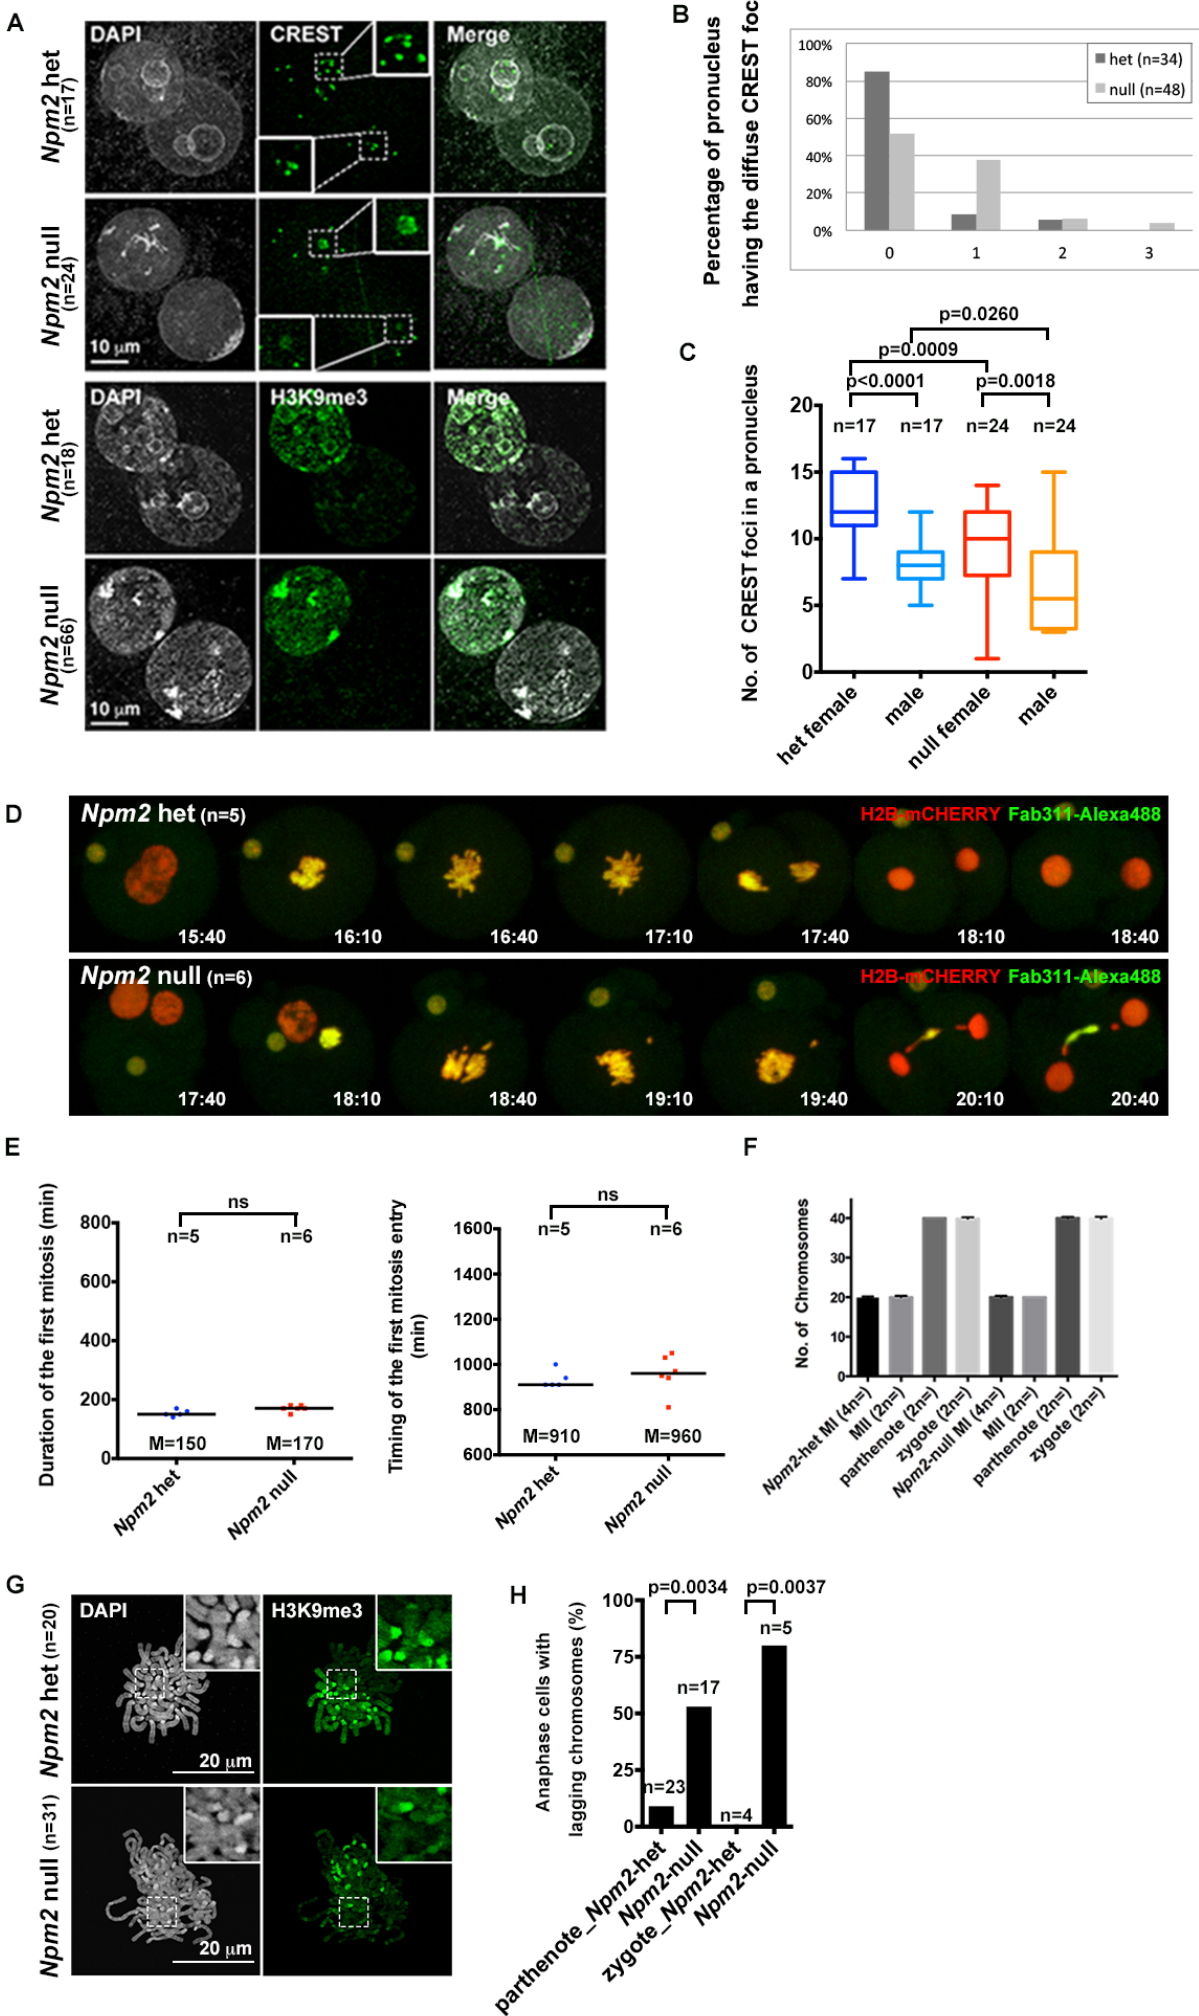 A
Npm2 het
(n=17)
DAPI
CREST
Merge
Npm2 null
(n=24)
10 μm
DAPI
H3K9me3
Merge
Npm2 het
(n=18)
Npm2 null
(n=66)
10 μm
B
Percentage of pronucleus
having the diffuse CREST foc
100%
80%
60%
40%
20%
0%
het (n=34)
null (n=48)
0 1 2 3
C
p=0.0260
p=0.0009
p<0.0001 p=0.0018
n=17 n=17 n=24 n=24
No. of CREST foci in a pronucleus
20
15
10
5
0
het female
male
null female
male
D
Npm2 het (n=5)
H2B-mCHERRY Fab311-Alexa488
15:40 16:10 16:40 17:10 17:40 18:10 18:40
Npm2 null (n=6)
H2B-mCHERRY Fab311-Alexa488
17:40 18:10 18:40 19:10 19:40 20:10 20:40
E
Duration of the first mitosis (min)
800
600
400
200
0
ns
n=5 n=6
M=150 M=170
Npm2 het
Npm2 null
Timing of the first mitosis entry
(min)
1600
1400
1200
1000
800
600
ns
n=5 n=6
M=910 M=960
Npm2 het
Npm2 null
F
No. of Chromosomes
40
30
20
10
0
Npm2-het MI (4n=)
MII (2n=)
parthenote (2n=)
zygote (2n=)
Npm2-null MI (4n=)
MII (2n=)
parthenote (2n=)
zygote (2n=)
G
Npm2 het (n=20)
DAPI
H3K9me3
20 μm
Npm2 null (n=31)
20 μm
H
Anaphase cells with
lagging chromosomes (%)
100
75
50
25
0
p=0.0034 p=0.0037
n=23
n=17
n=4
n=5
parthenote_Npm2-het
Npm2-null
zygote_Npm2-het
Npm2-null